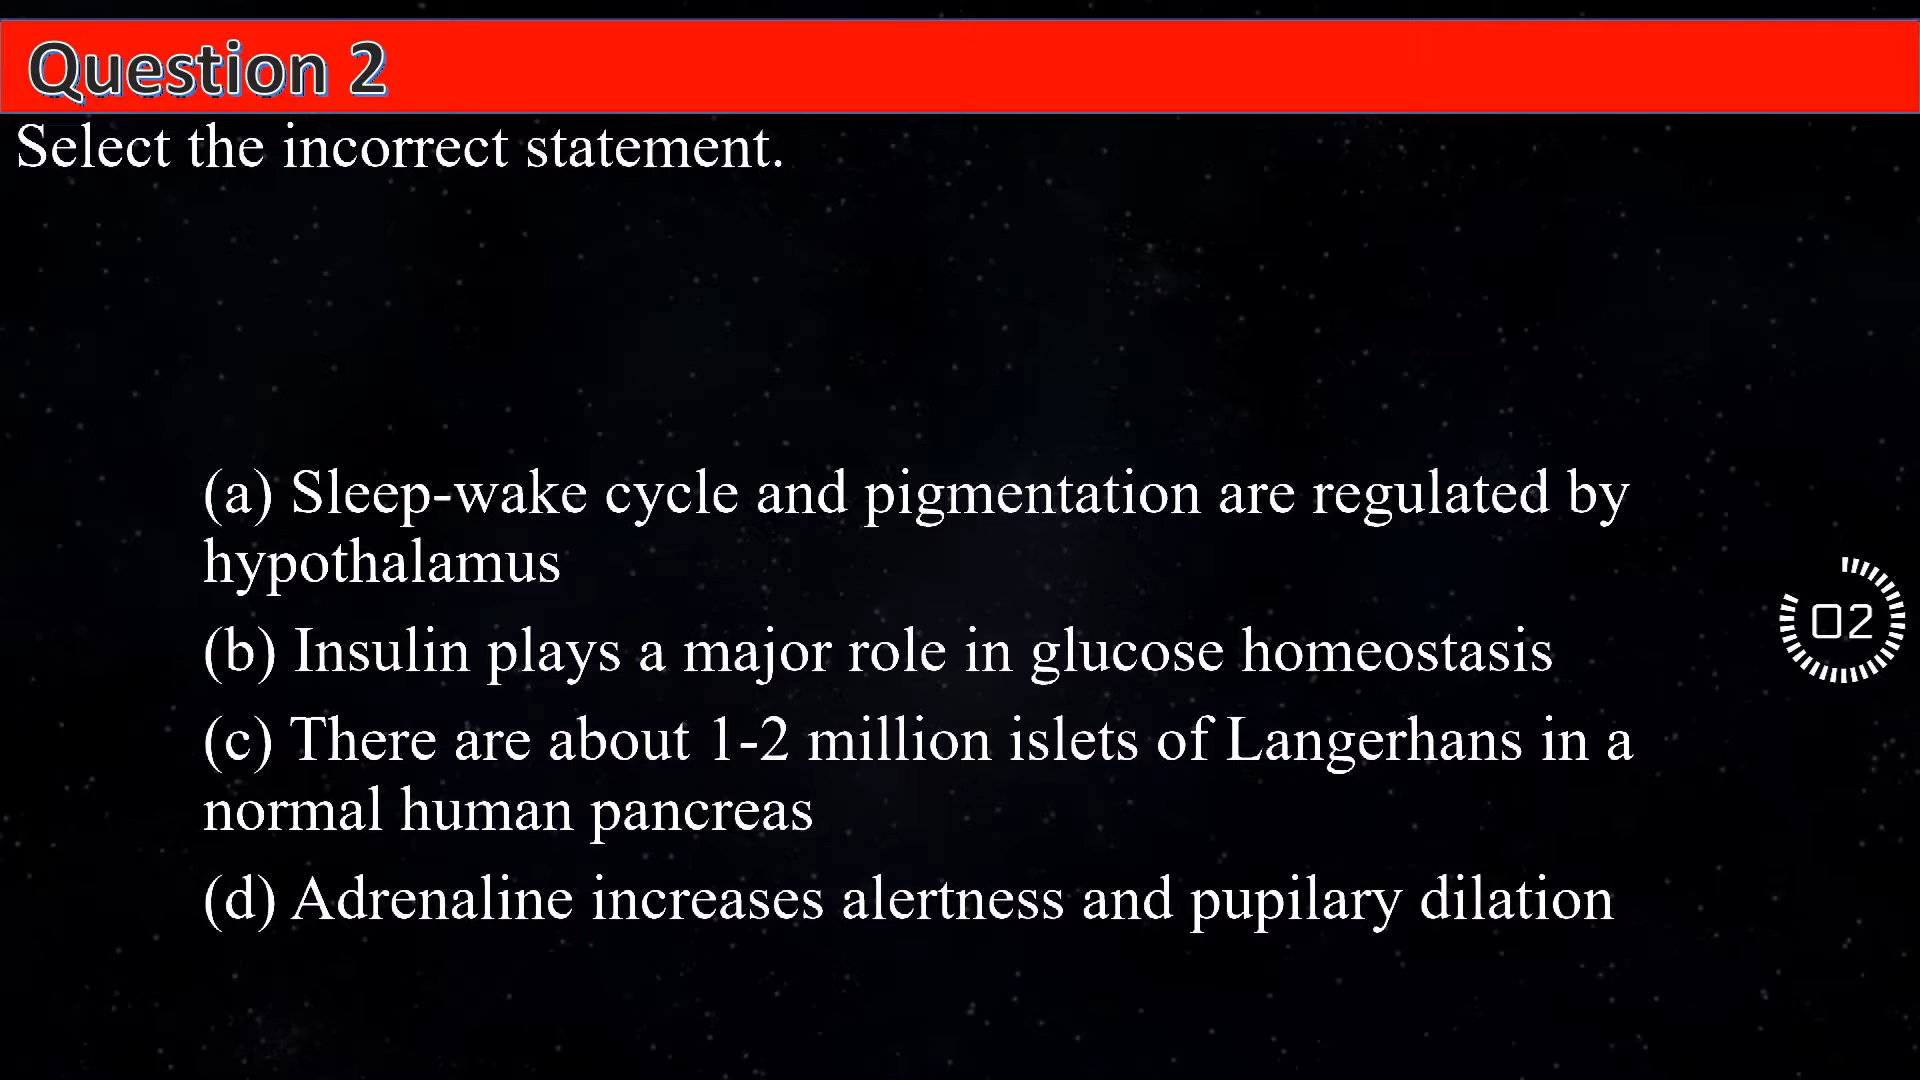 Question 2
Select the incorrect statement.
(a) Sleep-wake cycle and pigmentation are regulated by
hypothalamus
(b) Insulin plays a major role in glucose homeostasis
(c) There are about 1-2 million islets of Langerhans in a
02
normal human pancreas
(d) Adrenaline increases alertness and pupilary dilation